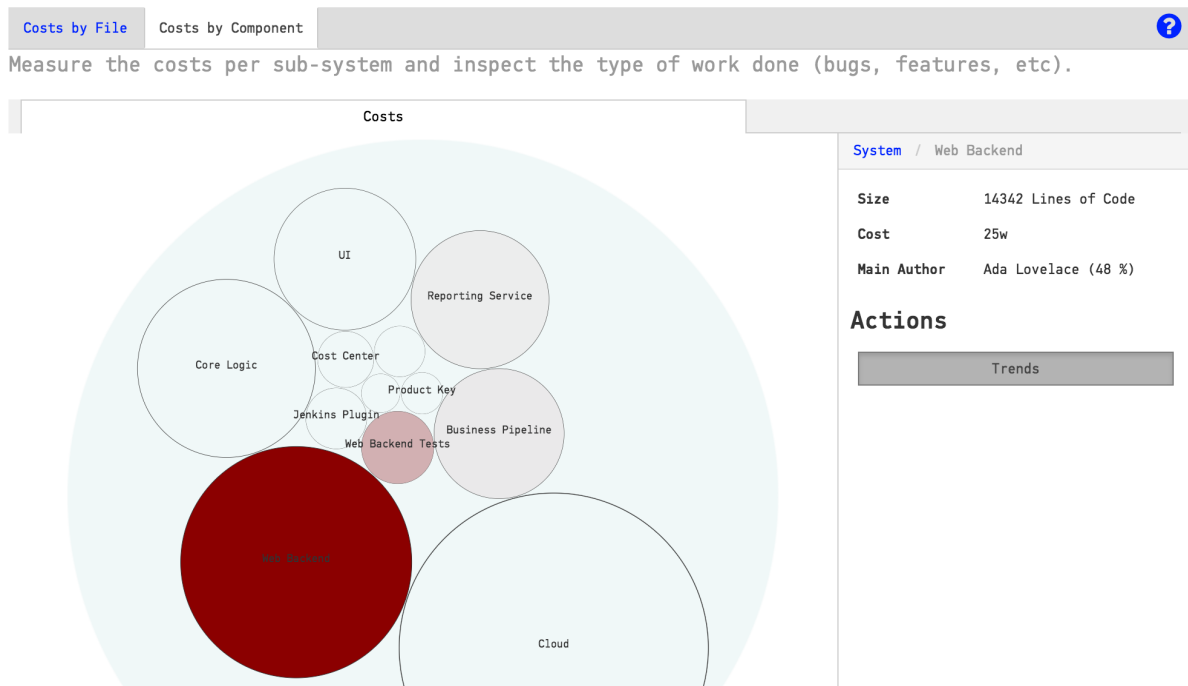 Costs by File Costs by Component ?
Measure the costs per sub-system and inspect the type of work done (bugs, features, etc).
Costs
System / Web Backend
Size 14342 Lines of Code
Cost 25w
Main Author Ada Lovelace (48 %)
Actions
Trends
UI
Reporting Service
Cost Center
Core Logic
Product Key
Jenkins Plugin
Business Pipeline
Web Backend Tests
Web Backend
Cloud